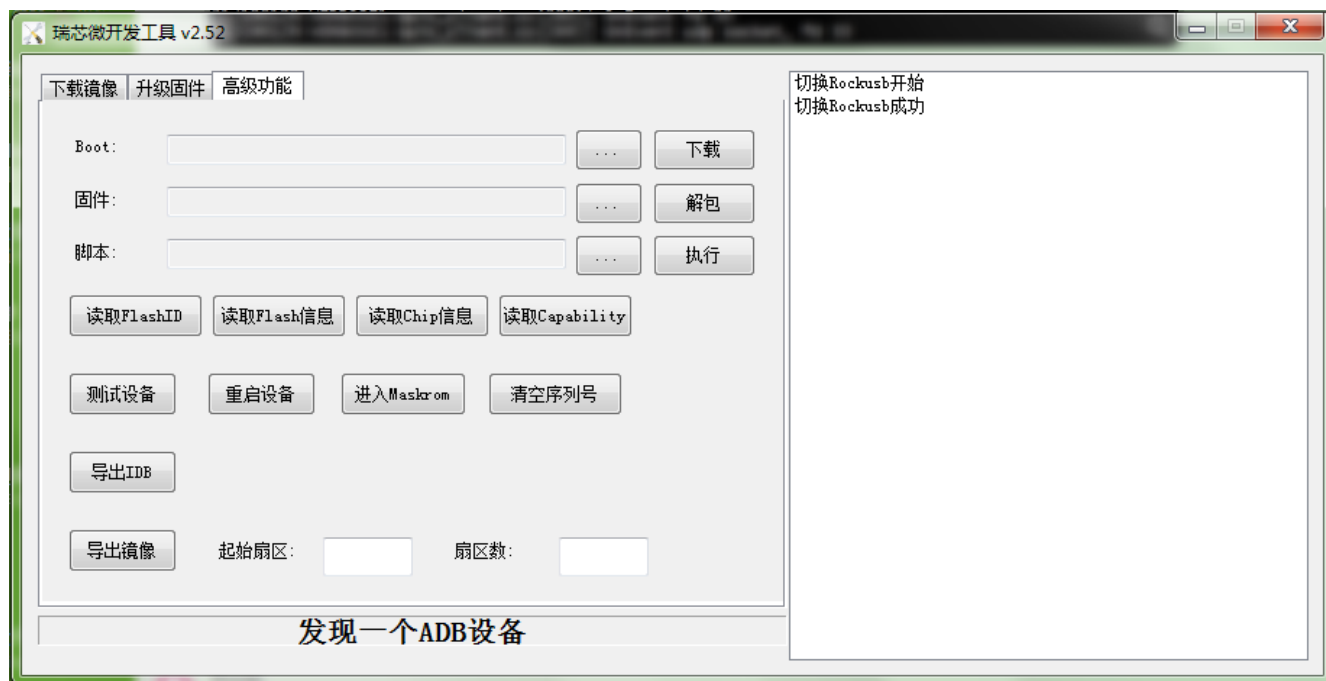 瑞芯微开发工具 v2.52
下载镜像 升级固件 高级功能
Boot: ... 下载
固件: ... 解包
脚本: ... 执行
读取FlashID 读取Flash信息 读取Chip信息 读取Capability
测试设备 重启设备 进入Maskrom 清空序列号
导出IDB
导出镜像 起始扇区: 扇区数:
发现一个ADB设备
切换Rockusb开始
切换Rockusb成功